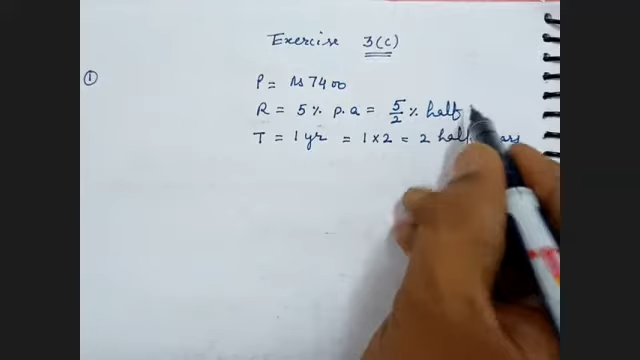 Exercise 3(c)
①
P = Rs 7400
R = 5% p.a = 5/2 % half
T = 1 yr = 1 × 2 = 2 half